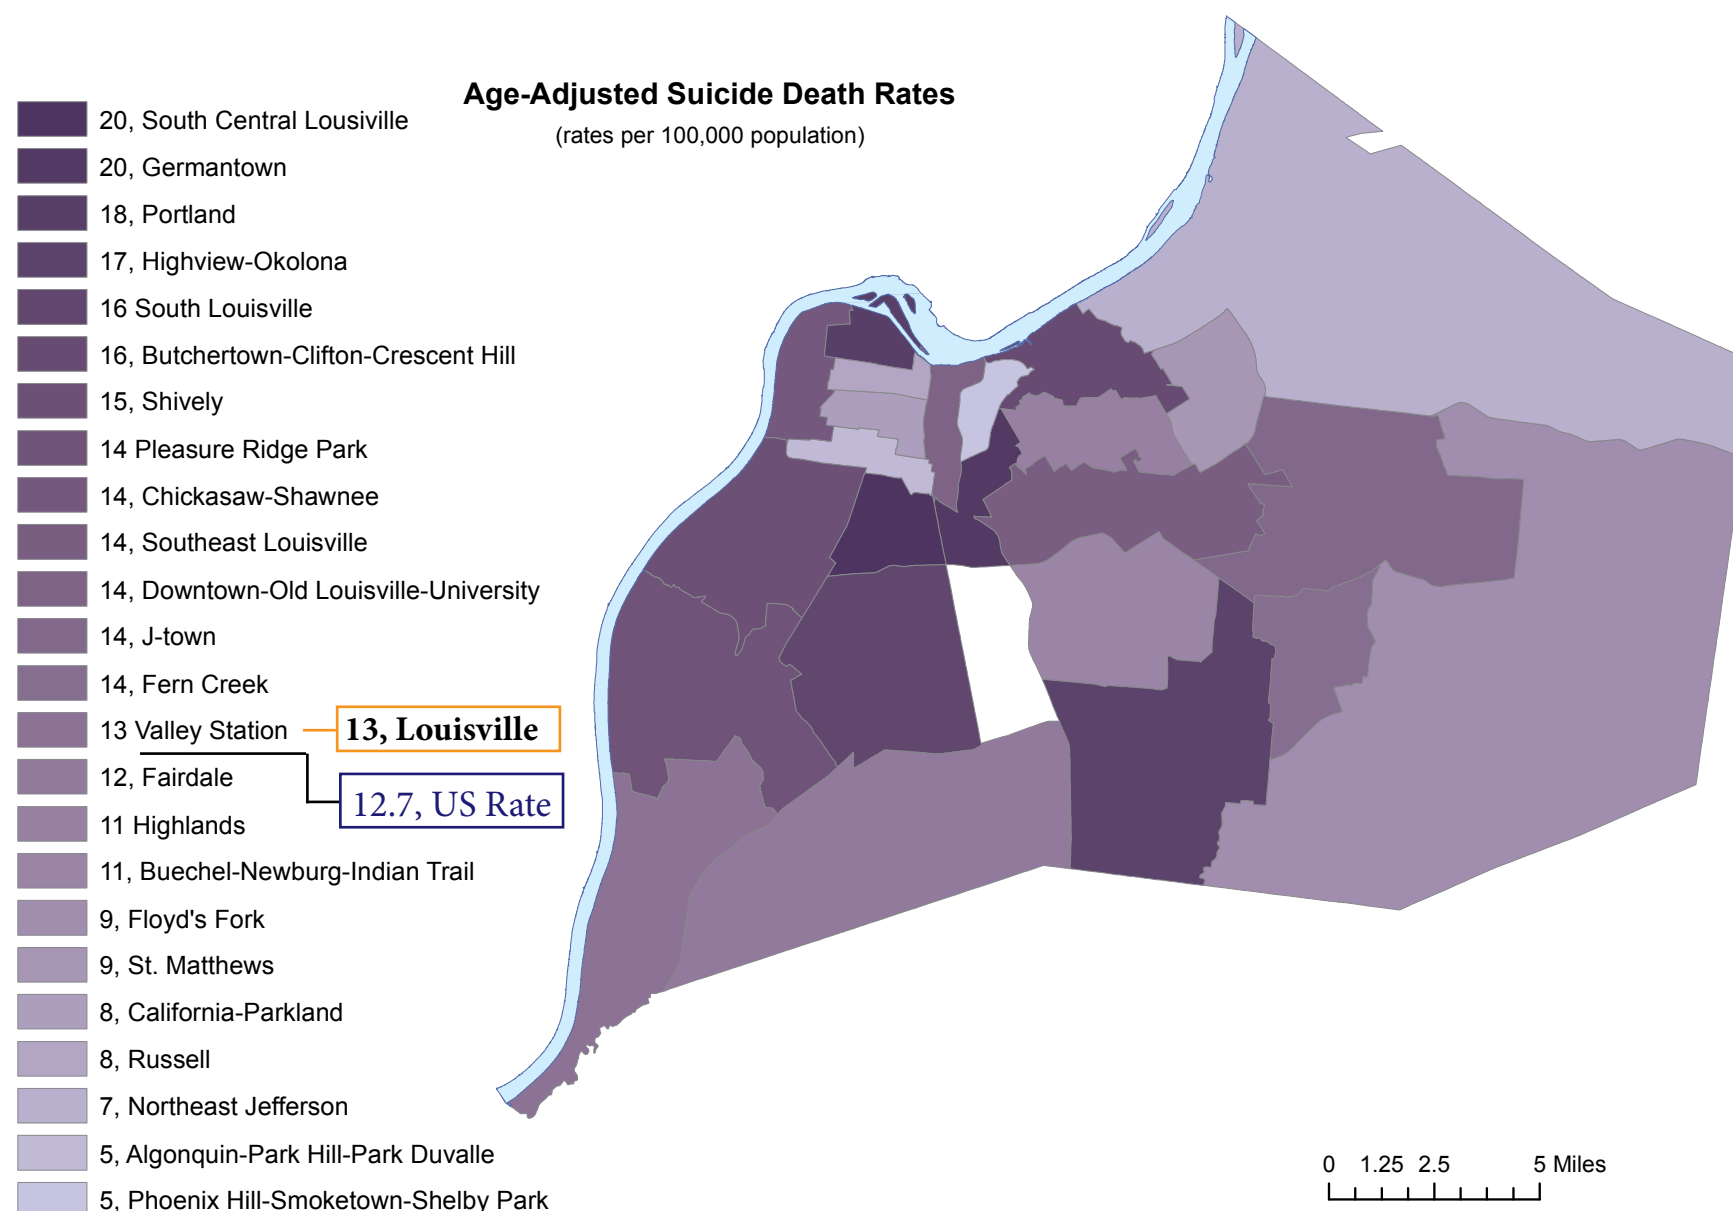 Age-Adjusted Suicide Death Rates
(rates per 100,000 population)
20, South Central Lousiville
20, Germantown
18, Portland
17, Highview-Okolona
16 South Louisville
16, Butchertown-Clifton-Crescent Hill
15, Shively
14 Pleasure Ridge Park
14, Chickasaw-Shawnee
14, Southeast Louisville
14, Downtown-Old Louisville-University
14, J-town
14, Fern Creek
13 Valley Station
13, Louisville
12.7, US Rate
12, Fairdale
11 Highlands
11, Buechel-Newburg-Indian Trail
9, Floyd's Fork
9, St. Matthews
8, California-Parkland
8, Russell
7, Northeast Jefferson
5, Algonquin-Park Hill-Park Duvalle
5, Phoenix Hill-Smoketown-Shelby Park
0 1.25 2.5 5 Miles